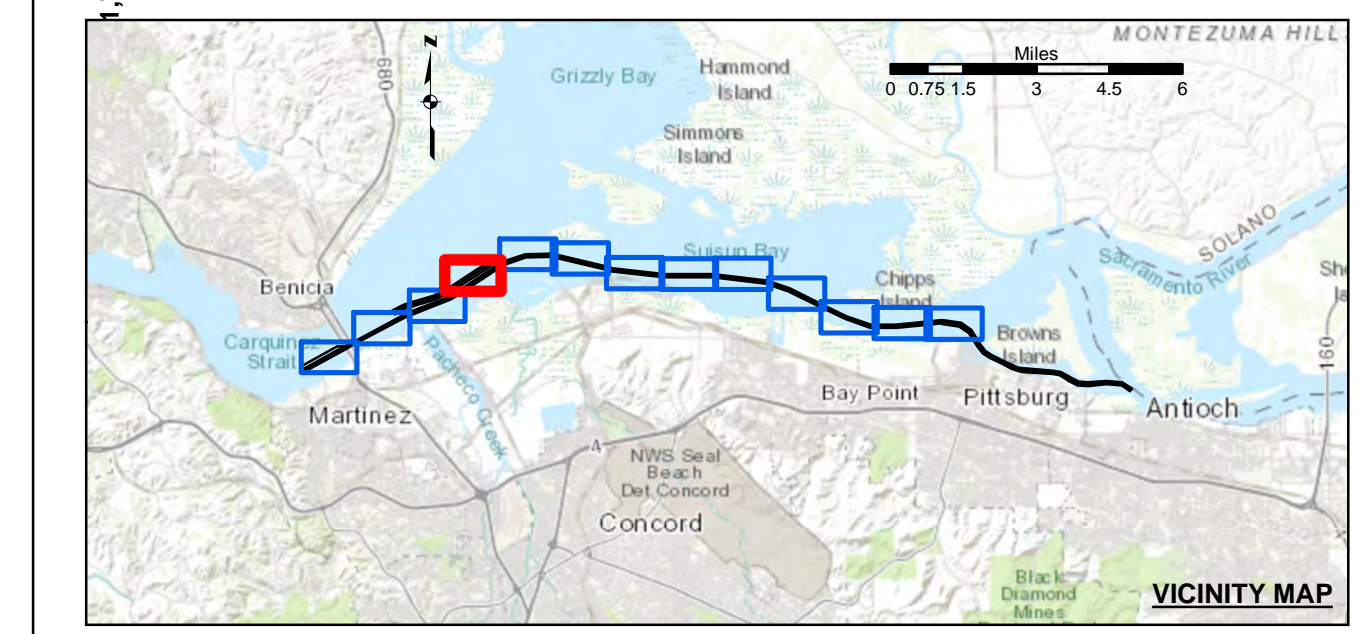 MONTEZUMA HILL
Miles
0 0.75 1.5 3 4.5 6
N
680
Grizzly Bay
Hammond
Island
Simmons
Island
SOLANO
Suisun Bay
Sacramento River
Benicia
Chipps
Island
Carquinez
Strait
Browns
Island
160
Pacheco Creek
Martinez
Bay Point
Pittsburg
Antioch
4
NWS Seal
Beach
Det Concord
Concord
Black
Diamond
Mines
VICINITY MAP